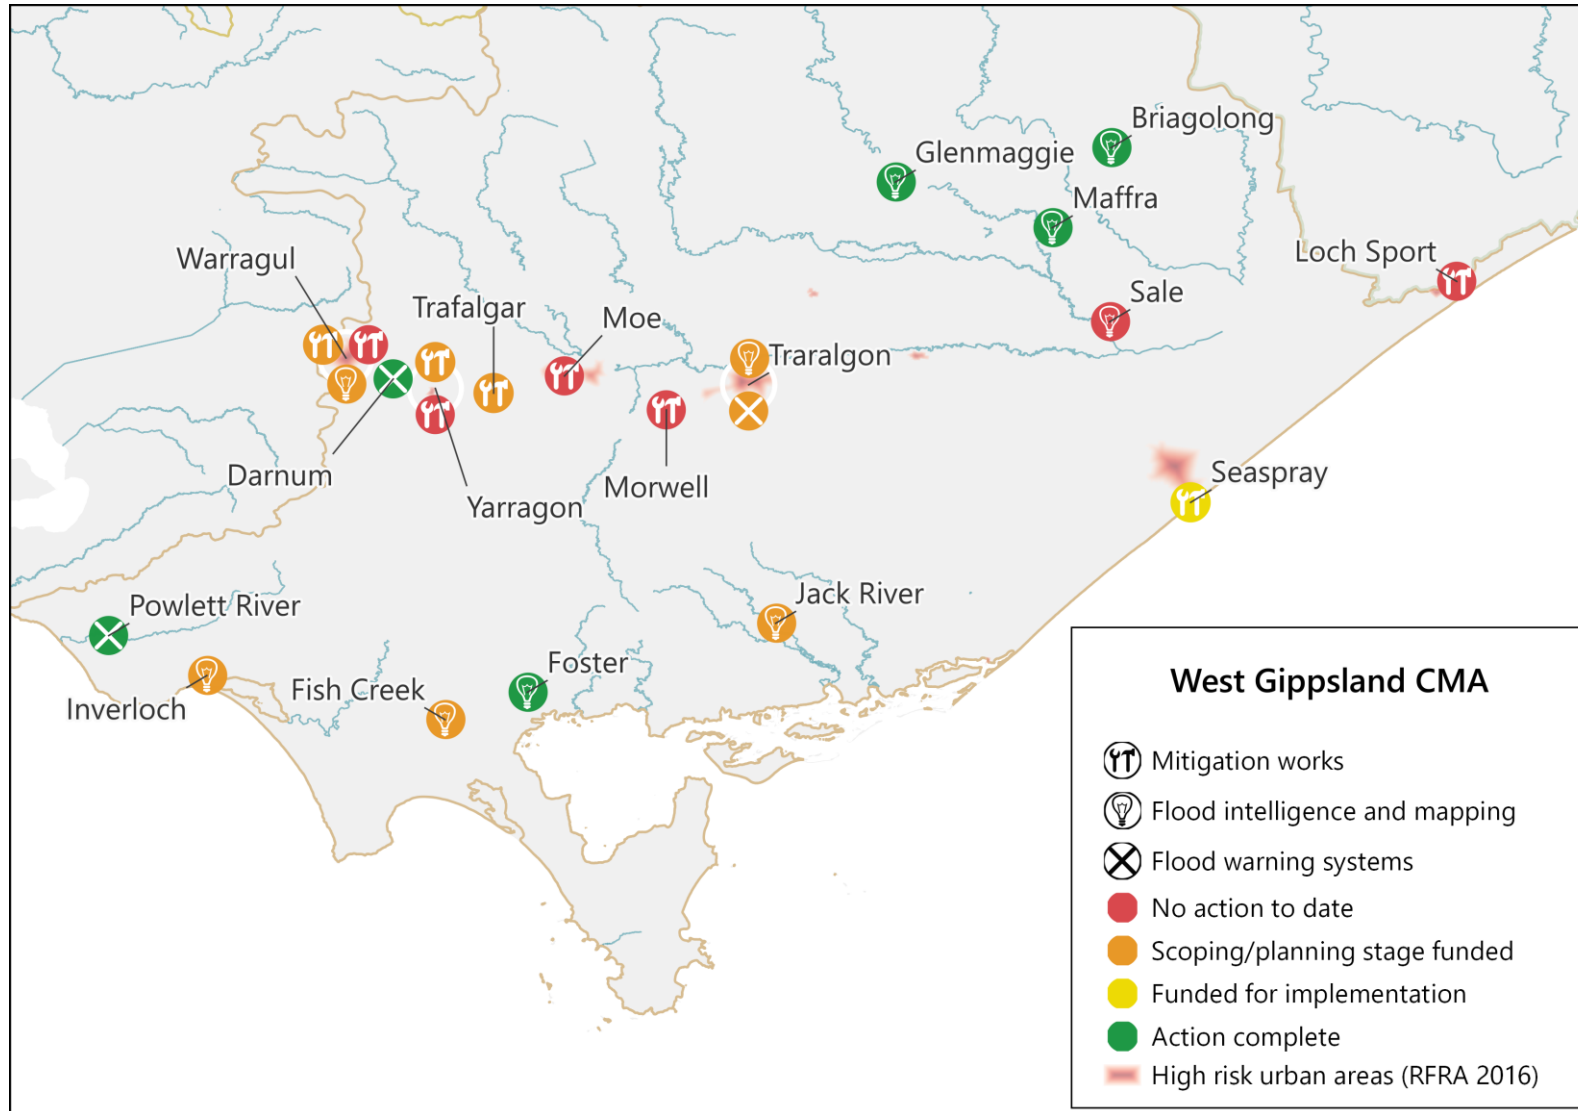 Briagolong
Glenmaggie
Maffra
Warragul
Loch Sport
Trafalgar
Sale
Moe
Traralgon
Darnum
Seaspray
Morwell
Yarragon
Jack River
Powlett River
Foster
Fish Creek
Inverloch
West Gippsland CMA
Mitigation works
Flood intelligence and mapping
Flood warning systems
No action to date
Scoping/planning stage funded
Funded for implementation
Action complete
High risk urban areas (RFRA 2016)